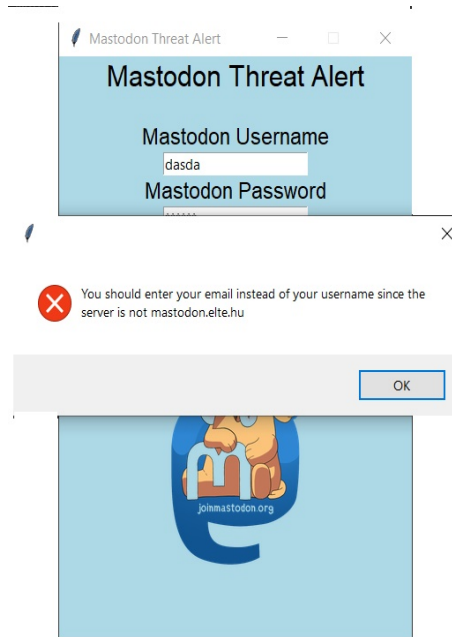 Mastodon Threat Alert
Mastodon Threat Alert
Mastodon Username
dasda
Mastodon Password
You should enter your email instead of your username since the
server is not mastodon.elte.hu
OK
joinmastodon.org